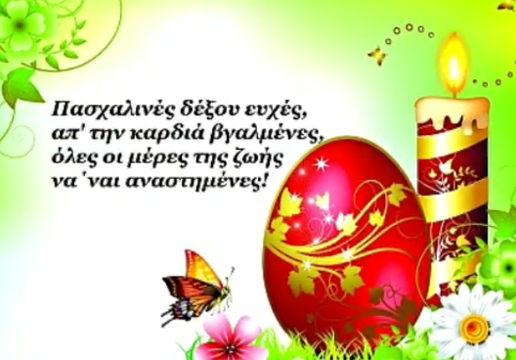 Πασχαλινές δέξου ευχές,
απ' την καρδιά βγαλμένες,
όλες οι μέρες της ζωής
να 'ναι αναστημένες!